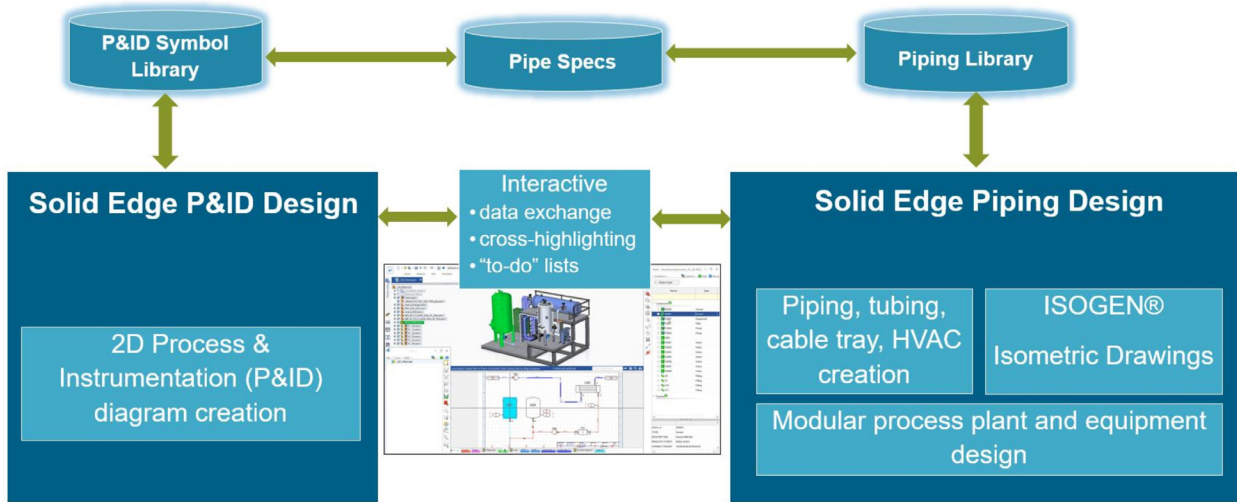 P&ID Symbol
Library
Pipe Specs
Piping Library
Solid Edge P&ID Design
2D Process &
Instrumentation (P&ID)
diagram creation
Interactive
• data exchange
• cross-highlighting
• “to-do” lists
Solid Edge Piping Design
Piping, tubing,
cable tray, HVAC
creation
ISOGEN®
Isometric Drawings
Modular process plant and equipment
design